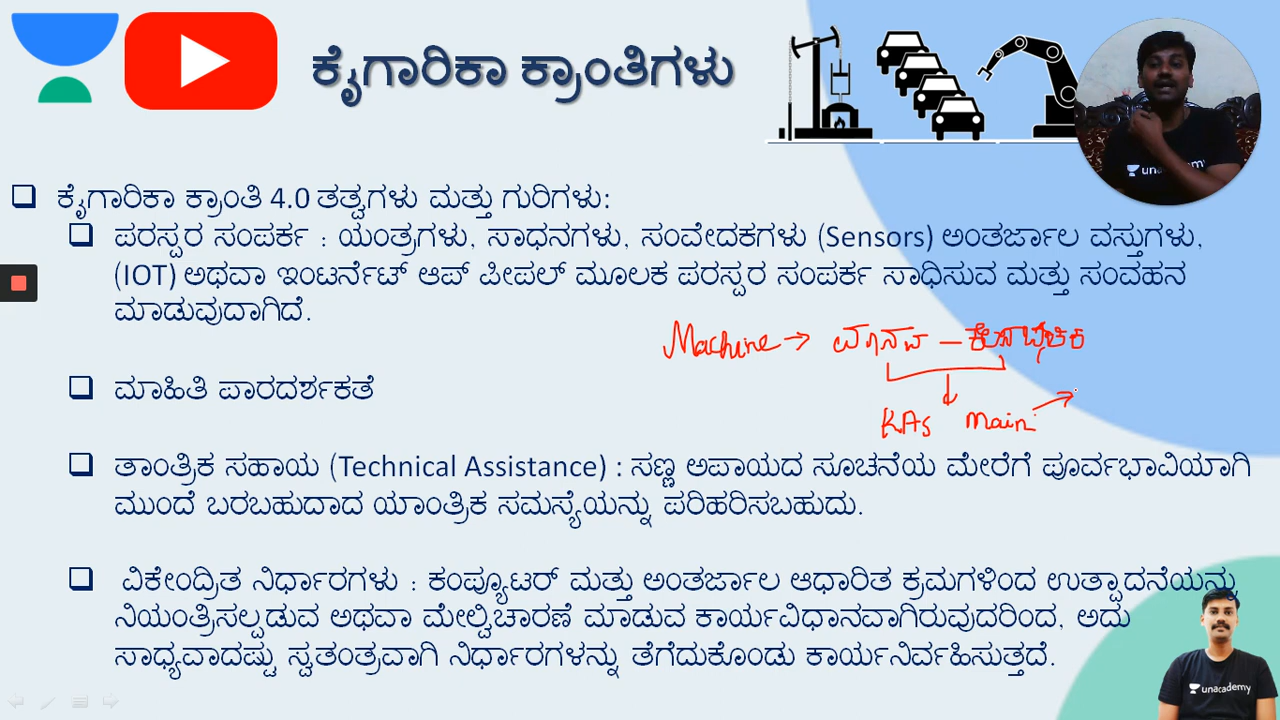 ಕೈಗಾರಿಕಾ ಕ್ರಾಂತಿಗಳು
unacademy
ಕೈಗಾರಿಕಾ ಕ್ರಾಂತಿ 4.0 ತತ್ವಗಳು ಮತ್ತು ಗುರಿಗಳು:
ಪರಸ್ಪರ ಸಂಪರ್ಕ : ಯಂತ್ರಗಳು, ಸಾಧನಗಳು, ಸಂವೇದಕಗಳು (Sensors) ಅಂತರ್ಜಾಲ ವಸ್ತುಗಳು,
(IOT) ಅಥವಾ ಇಂಟರ್ನೆಟ್ ಆಪ್ ಪೀಪಲ್ ಮೂಲಕ ಪರಸ್ಪರ ಸಂಪರ್ಕ ಸಾಧಿಸುವ ಮತ್ತು ಸಂವಹನ
ಮಾಡುವುದಾಗಿದೆ.
Machine → ಮಾನವ –
ಮಾಹಿತಿ ಪಾರದರ್ಶಕತೆ
KAS Main
ತಾಂತ್ರಿಕ ಸಹಾಯ (Technical Assistance) : ಸಣ್ಣ ಅಪಾಯದ ಸೂಚನೆಯ ಮೇರೆಗೆ ಪೂರ್ವಭಾವಿಯಾಗಿ
ಮುಂದೆ ಬರಬಹುದಾದ ಯಾಂತ್ರಿಕ ಸಮಸ್ಯೆಯನ್ನು ಪರಿಹರಿಸಬಹುದು.
ವಿಕೇಂದ್ರಿತ ನಿರ್ಧಾರಗಳು : ಕಂಪ್ಯೂಟರ್ ಮತ್ತು ಅಂತರ್ಜಾಲ ಆಧಾರಿತ ಕ್ರಮಗಳಿಂದ ಉತ್ಪಾದನೆಯನ್ನು
ನಿಯಂತ್ರಿಸಲ್ಪಡುವ ಅಥವಾ ಮೇಲ್ವಿಚಾರಣೆ ಮಾಡುವ ಕಾರ್ಯವಿಧಾನವಾಗಿರುವುದರಿಂದ, ಅದು
ಸಾಧ್ಯವಾದಷ್ಟು ಸ್ವತಂತ್ರವಾಗಿ ನಿರ್ಧಾರಗಳನ್ನು ತೆಗೆದುಕೊಂಡು ಕಾರ್ಯನಿರ್ವಹಿಸುತ್ತದೆ.
unacademy